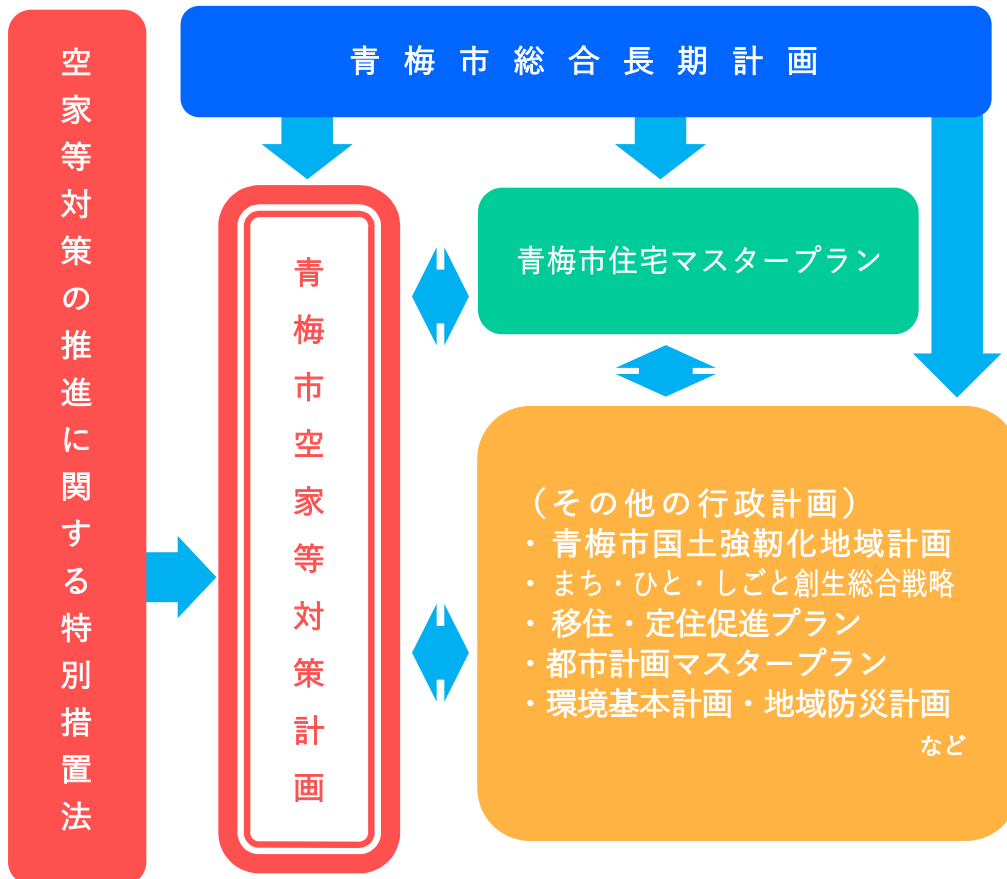 空家等対策の推進に関する特別措置法
青梅市総合長期計画
青梅市空家等対策計画
青梅市住宅マスタープラン
（その他の行政計画）
・青梅市国土強靭化地域計画
・まち・ひと・しごと創生総合戦略
・移住・定住促進プラン
・都市計画マスタープラン
・環境基本計画・地域防災計画
など